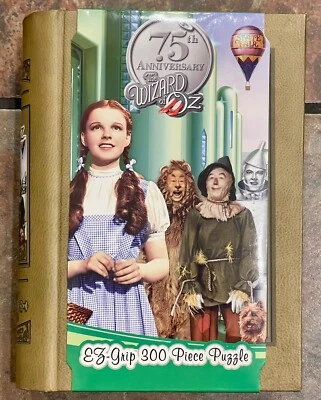 75th
ANNIVERSARY
THE
WIZARD
of OZ
EZ-Grip 300 Piece Puzzle